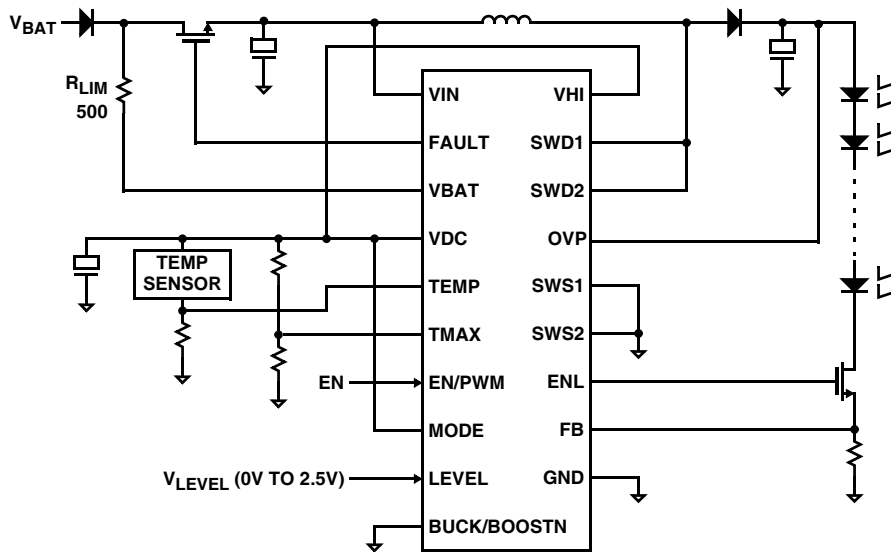 VBAT
RLIM
500
VIN
VHI
FAULT
SWD1
VBAT
SWD2
VDC
OVP
TEMP
SENSOR
TEMP
SWS1
TMAX
SWS2
EN
EN/PWM
ENL
MODE
FB
VLEVEL (0V TO 2.5V)
LEVEL
GND
BUCK/BOOSTN